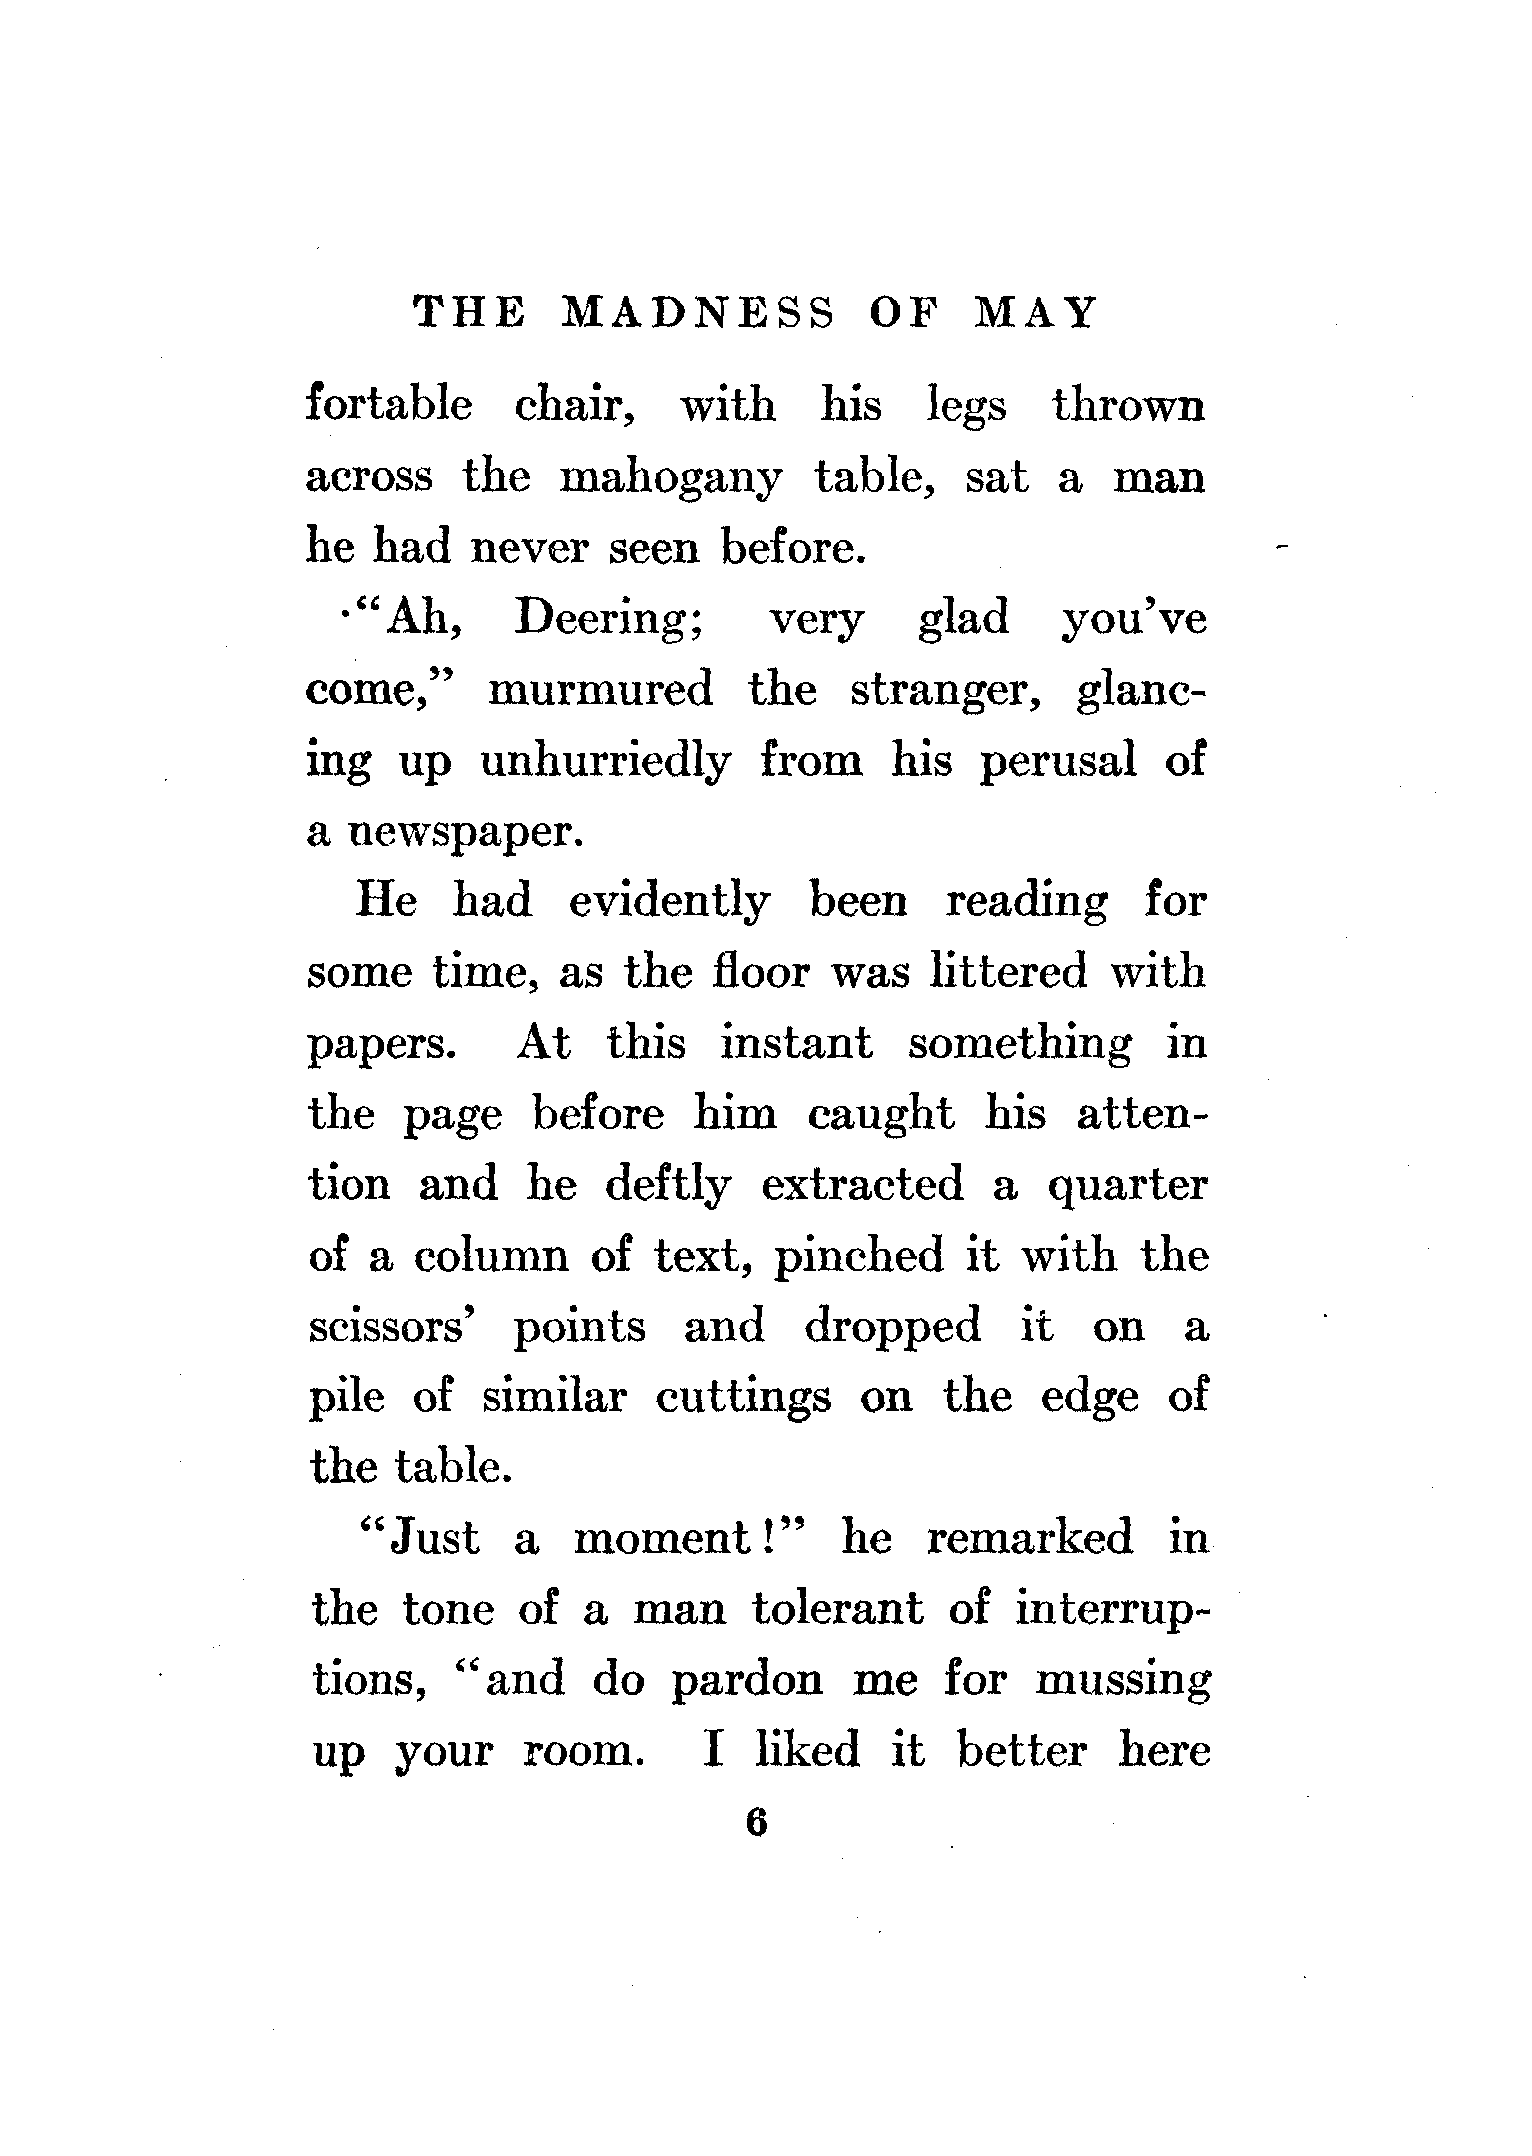 THE MADNESS OF MAY
fortable chair, with his legs thrown
across the mahogany table, sat a man
he had never seen before.
"Ah, Deering; very glad you've
come," murmured the stranger, glanc-
ing up unhurriedly from his perusal of
a newspaper.
He had evidently been reading for
some time, as the floor was littered with
papers. At this instant something in
the page before him caught his atten-
tion and he deftly extracted a quarter
of a column of text, pinched it with the
scissors' points and dropped it on a
pile of similar cuttings on the edge of
the table.
"Just a moment!" he remarked in
the tone of a man tolerant of interrup-
tions, "and do pardon me for mussing
up your room. I liked it better here
6